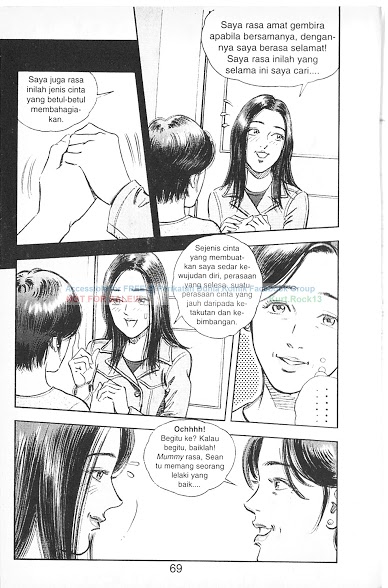 Saya rasa amat gembira
apabila bersamanya, dengan-
nya saya berasa selamat!
Saya rasa inilah yang
selama ini saya cari....
Saya juga rasa
inilah jenis cinta
yang betul-betul
membahagia-
kan.
Sejenis cinta
yang membuat-
kan saya sedar ke-
wujudan diri, perasaan
yang selesa, suatu
perasaan cinta yang
jauh daripada ke-
takutan dan ke-
bimbangan.
NOT FOR
Rock13
Ochhhh!
Begitu ke? Kalau
begitu, baiklah!
Mummy rasa, Sean
tu memang seorang
lelaki yang
baik....
69